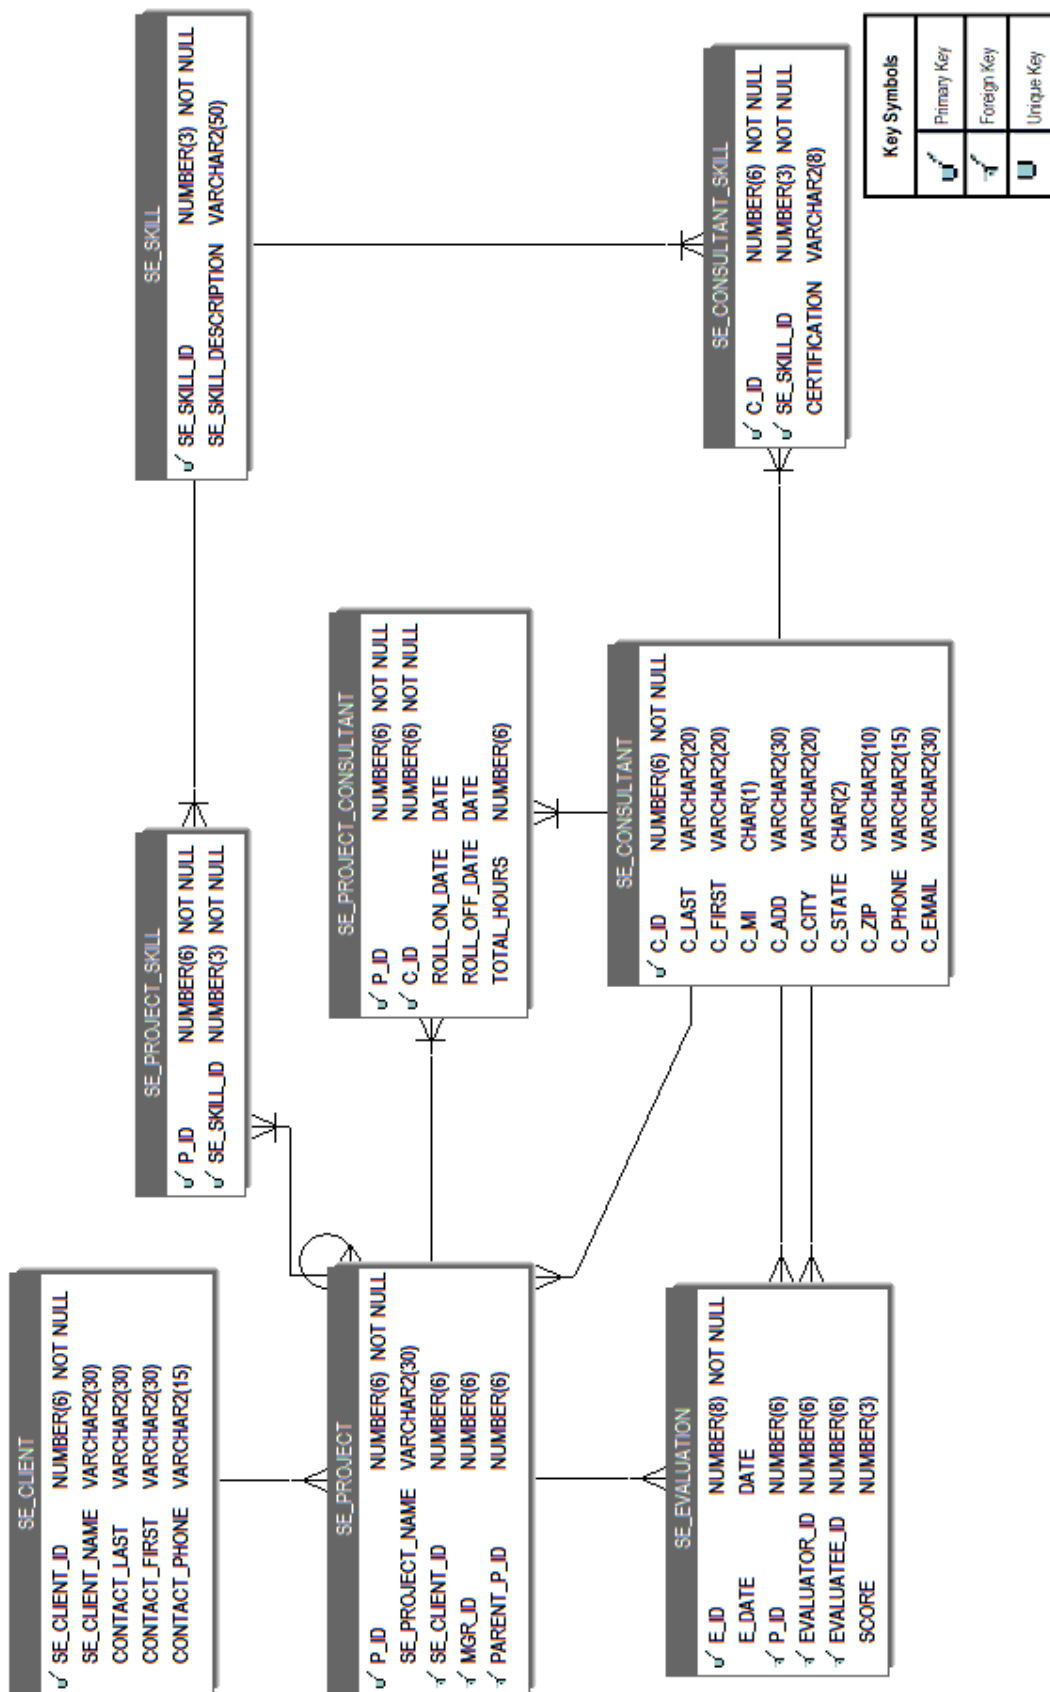 SE_CLIENT
SE_CLIENT_ID NUMBER(6) NOT NULL
SE_CLIENT_NAME VARCHAR2(30)
CONTACT_LAST VARCHAR2(30)
CONTACT_FIRST VARCHAR2(30)
CONTACT_PHONE VARCHAR2(15)
SE_PROJECT_SKILL
P_ID NUMBER(6) NOT NULL
SE_SKILL_ID NUMBER(3) NOT NULL
SE_SKILL
SE_SKILL_ID NUMBER(3) NOT NULL
SE_SKILL_DESCRIPTION VARCHAR2(50)
SE_PROJECT
P_ID NUMBER(6) NOT NULL
SE_PROJECT_NAME VARCHAR2(30)
SE_CLIENT_ID NUMBER(6)
MGR_ID NUMBER(6)
PARENT_P_ID NUMBER(6)
SE_PROJECT_CONSULTANT
P_ID NUMBER(6) NOT NULL
C_ID NUMBER(6) NOT NULL
ROLL_ON_DATE DATE
ROLL_OFF_DATE DATE
TOTAL_HOURS NUMBER(6)
SE_EVALUATION
E_ID NUMBER(8) NOT NULL
E_DATE DATE
P_ID NUMBER(6)
EVALUATOR_ID NUMBER(6)
EVALUATEE_ID NUMBER(6)
SCORE NUMBER(3)
SE_CONSULTANT
C_ID NUMBER(6) NOT NULL
C_LAST VARCHAR2(20)
C_FIRST VARCHAR2(20)
C_MI CHAR(1)
C_ADD VARCHAR2(30)
C_CITY VARCHAR2(20)
C_STATE CHAR(2)
C_ZIP VARCHAR2(10)
C_PHONE VARCHAR2(15)
C_EMAIL VARCHAR2(30)
SE_CONSULTANT_SKILL
C_ID NUMBER(6) NOT NULL
SE_SKILL_ID NUMBER(3) NOT NULL
CERTIFICATION VARCHAR2(8)
Key Symbols
Primary Key
Foreign Key
Unique Key